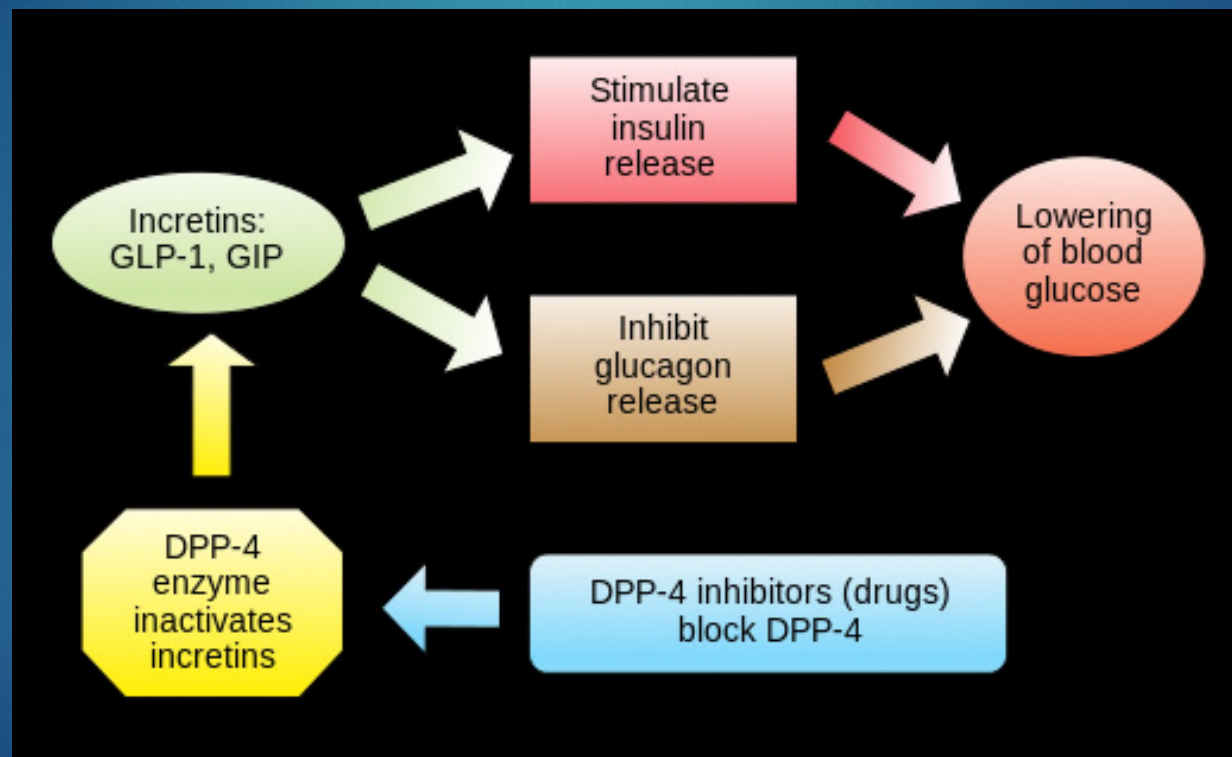 Stimulate
insulin
release
Incretins:
GLP-1, GIP
Lowering
of blood
glucose
Inhibit
glucagon
release
DPP-4
enzyme
inactivates
incretins
DPP-4 inhibitors (drugs)
block DPP-4